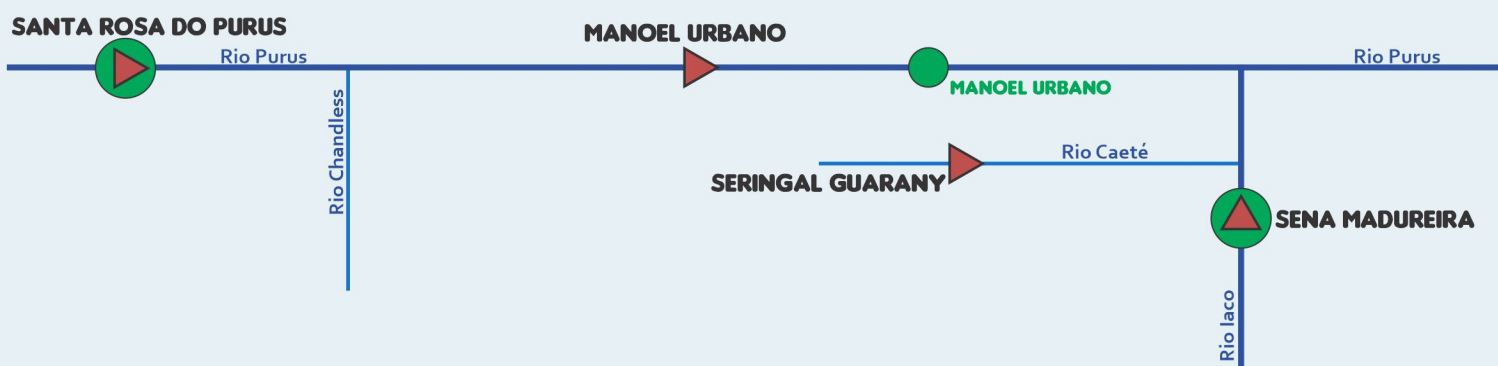 SANTA ROSA DO PURUS
Rio Purus
MANOEL URBANO
Rio Purus
MANOEL URBANO
Rio Chandless
Rio Caeté
SERINGAL GUARANY
SENA MADUREIRA
Rio Iaco